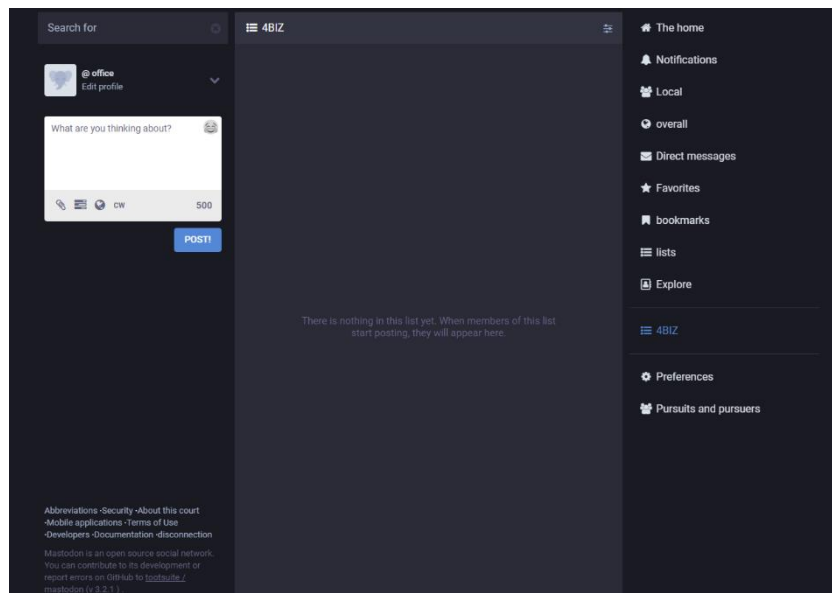 Search for
@ office
Edit profile
What are you thinking about?
CW
500
POST!
Abbreviations ·Security ·About this court
·Mobile applications ·Terms of Use
·Developers ·Documentation ·disconnection
Mastodon is an open source social network.
You can contribute to its development or
report errors on GitHub to tootsuite /
mastodon (v 3.2.1 )
4BIZ
There is nothing in this list yet. When members of this list
start posting, they will appear here.
The home
Notifications
Local
overall
Direct messages
Favorites
bookmarks
lists
Explore
4BIZ
Preferences
Pursuits and pursuers